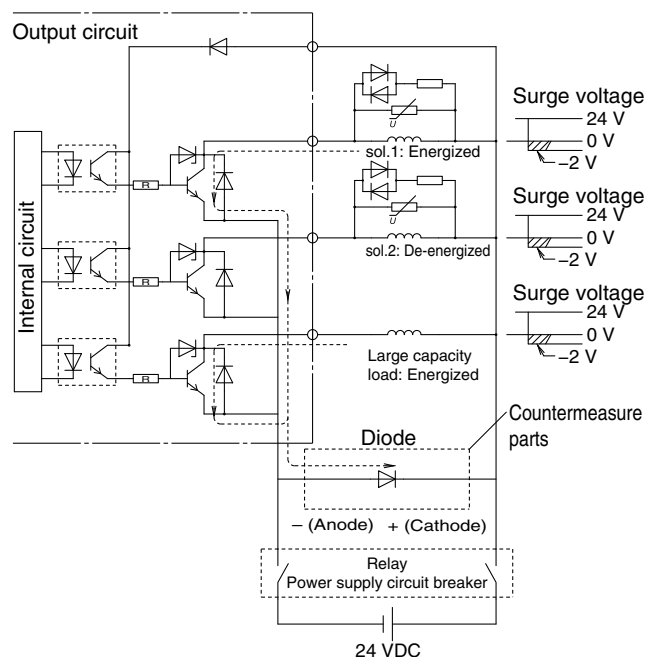 Output circuit
Surge voltage
24 V
0 V
–2 V
U
sol.1: Energized
R
Internal circuit
Surge voltage
24 V
0 V
–2 V
U
sol.2: De-energized
R
Surge voltage
24 V
0 V
–2 V
Large capacity
load: Energized
R
Countermeasure
parts
Diode
– (Anode) + (Cathode)
Relay
Power supply circuit breaker
24 VDC